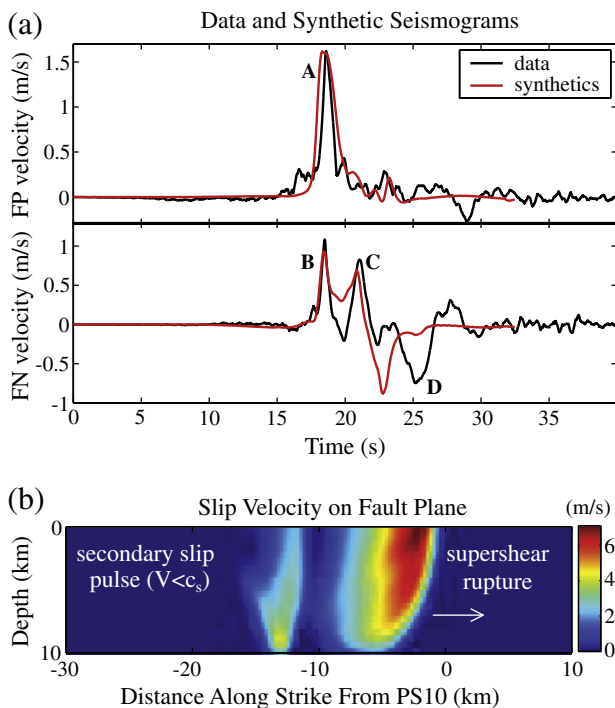 (a)
Data and Synthetic Seismograms
FP velocity (m/s)
1.5
1
0.5
0
A
data
synthetics
FN velocity (m/s)
1
0.5
0
-0.5
-1
B
C
D
0 5 10 15 20 25 30 35
Time (s)
(b)
Slip Velocity on Fault Plane
(m/s)
Depth (km)
0
10
secondary slip
pulse (V<cs)
supershear
rupture
6
4
2
0
-30 -20 -10 0 10
Distance Along Strike From PS10 (km)